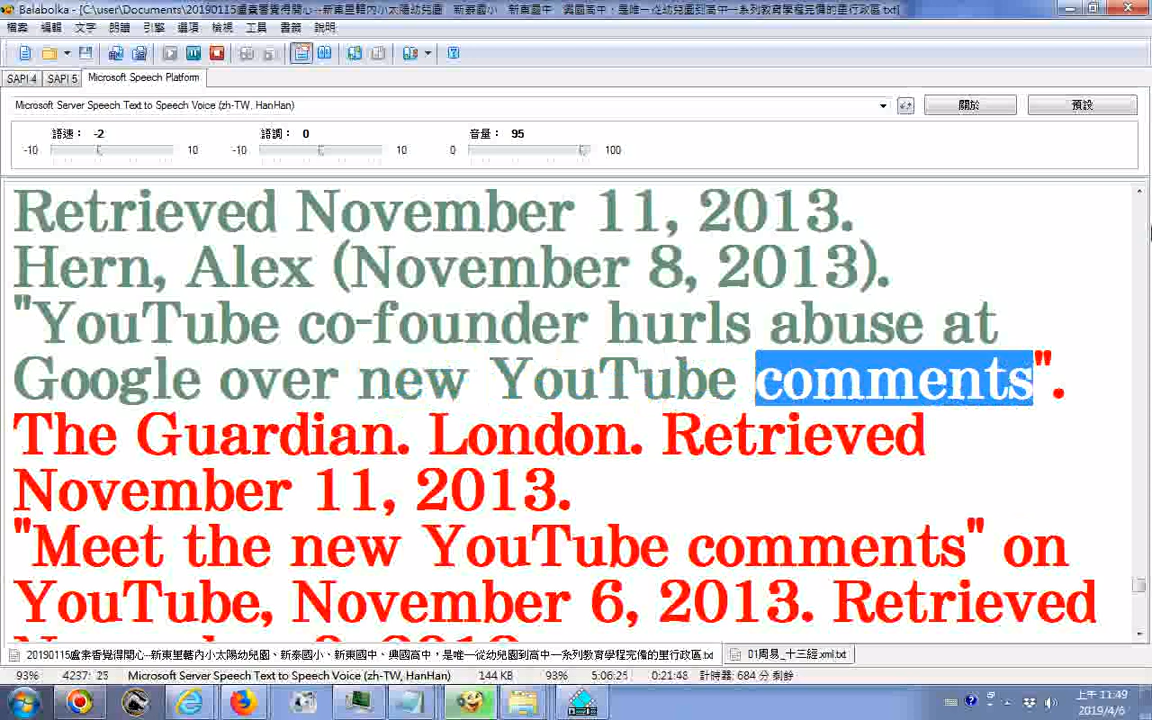 Balabolka - [C:\user\Documents\20190115盧崇香覺得開心--新東里轄內小太陽幼兒園、新泰國小、新東國中、興國高中，是唯一從幼兒園到高中一系列教育學程完備的里行政區.txt]
檔案 編輯 文字 朗讀 引擎 選項 檢視 工具 書籤 說明
SAPI 4 SAPI 5 Microsoft Speech Platform
Microsoft Server Speech Text to Speech Voice (zh-TW, HanHan) 關於 預設
語速： -2 語調： 0 音量： 95
-10 10 -10 10 0 100
Retrieved November 11, 2013.
Hern, Alex (November 8, 2013).
"YouTube co-founder hurls abuse at
Google over new YouTube comments".
The Guardian. London. Retrieved
November 11, 2013.
"Meet the new YouTube comments" on
YouTube, November 6, 2013. Retrieved
20190115盧崇香覺得開心--新東里轄內小太陽幼兒園、新泰國小、新東國中、興國高中，是唯一從幼兒園到高中一系列教育學程完備的里行政區.txt 01周易_十三經.xml.txt
93% 4237: 25 Microsoft Server Speech Text to Speech Voice (zh-TW, HanHan) 144 KB 93% 5:06:25 0:21:48 計時器: 684 分 剩餘
上午 11:49
2019/4/6